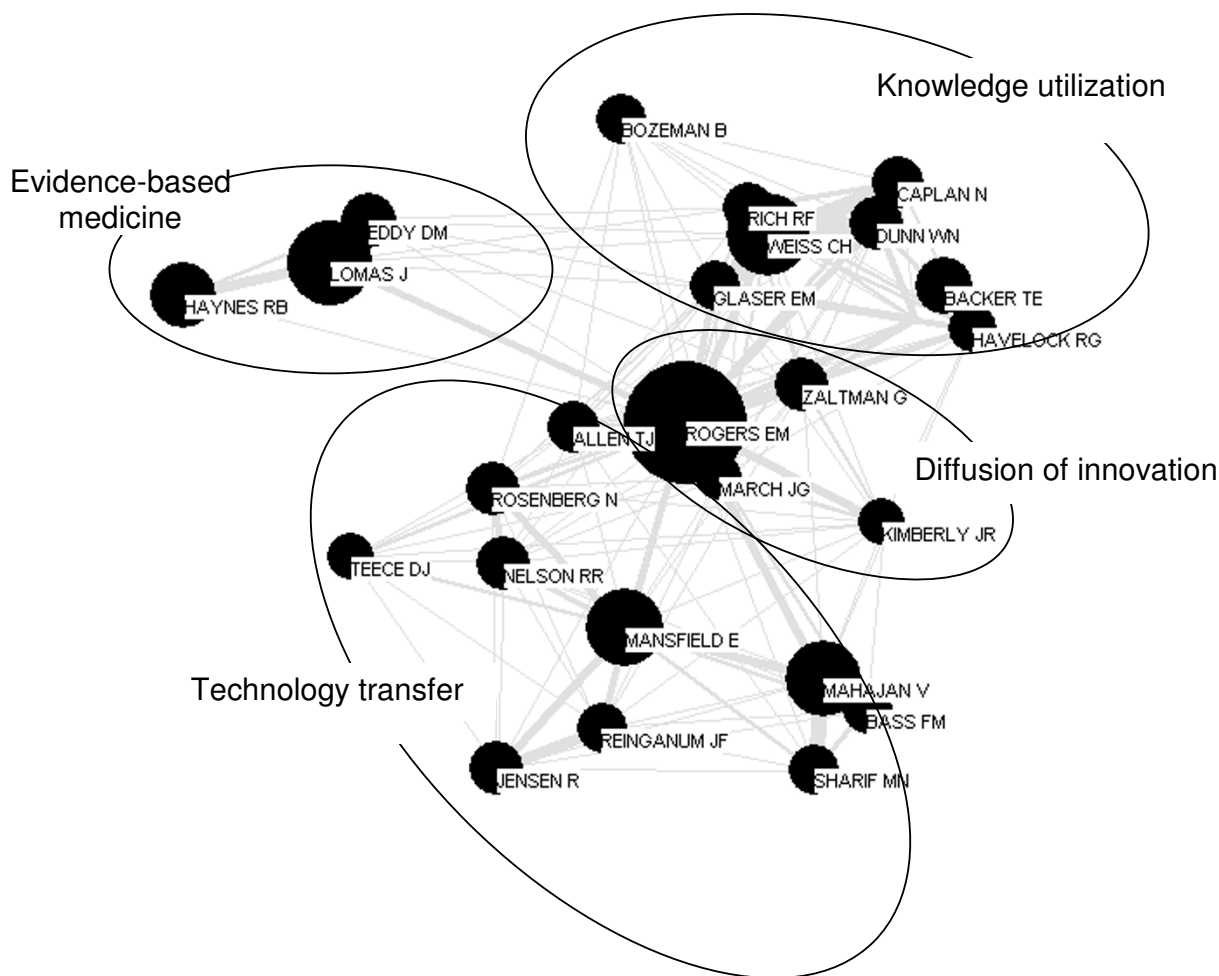 Knowledge utilization
BOZEMAN B
Evidence-based
medicine
CAPLAN N
RICH RF
EDDY DM
DUNN WN
WEISS CH
LOMAS J
GLASER EM
BACKER TE
HAYNES RB
HAVELOCK RG
ZALTMAN G
ROGERS EM
ALLEN TJ
Diffusion of innovation
MARCH JG
ROSENBERG N
KIMBERLY JR
TEECE DJ
NELSON RR
MANSFIELD E
Technology transfer
MAHAJAN V
BASS FM
REINGANUM JF
JENSEN R
SHARIF MN